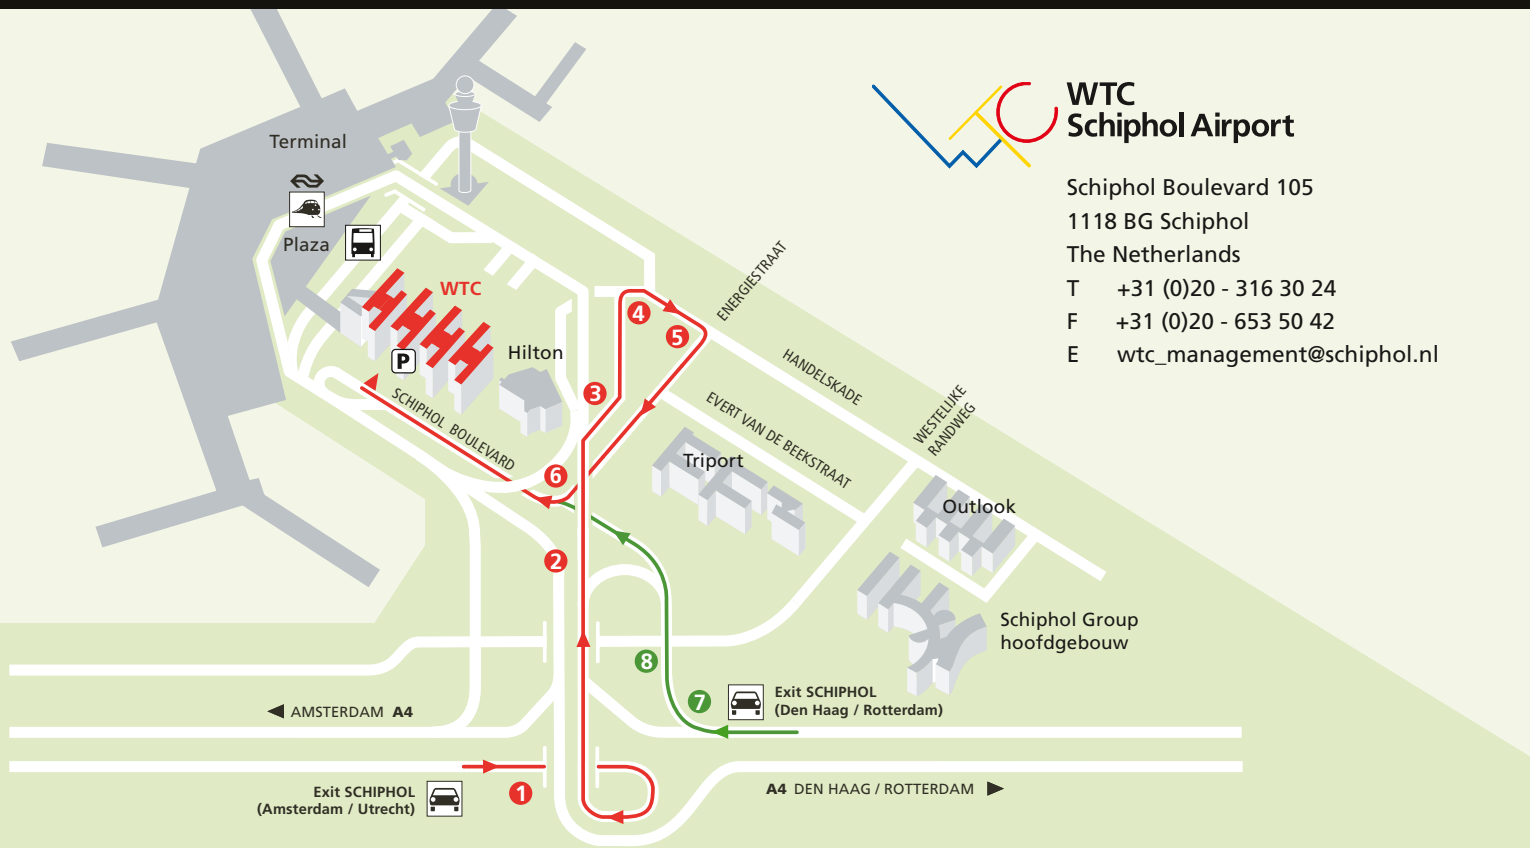 WTC
Schiphol Airport
Schiphol Boulevard 105
1118 BG Schiphol
The Netherlands
T +31 (0)20 - 316 30 24
F +31 (0)20 - 653 50 42
E wtc_management@schiphol.nl
Terminal
Plaza
WTC
P
Hilton
SCHIPHOL BOULEVARD
ENERGIESTRAAT
HANDELSKADE
EVERT VAN DE BEEKSTRAAT
WESTELIJKE
RANDWEG
Triport
Outlook
Schiphol Group
hoofdgebouw
4
5
3
6
2
8
7
1
Exit SCHIPHOL
(Den Haag / Rotterdam)
AMSTERDAM A4
Exit SCHIPHOL
(Amsterdam / Utrecht)
A4 DEN HAAG / ROTTERDAM